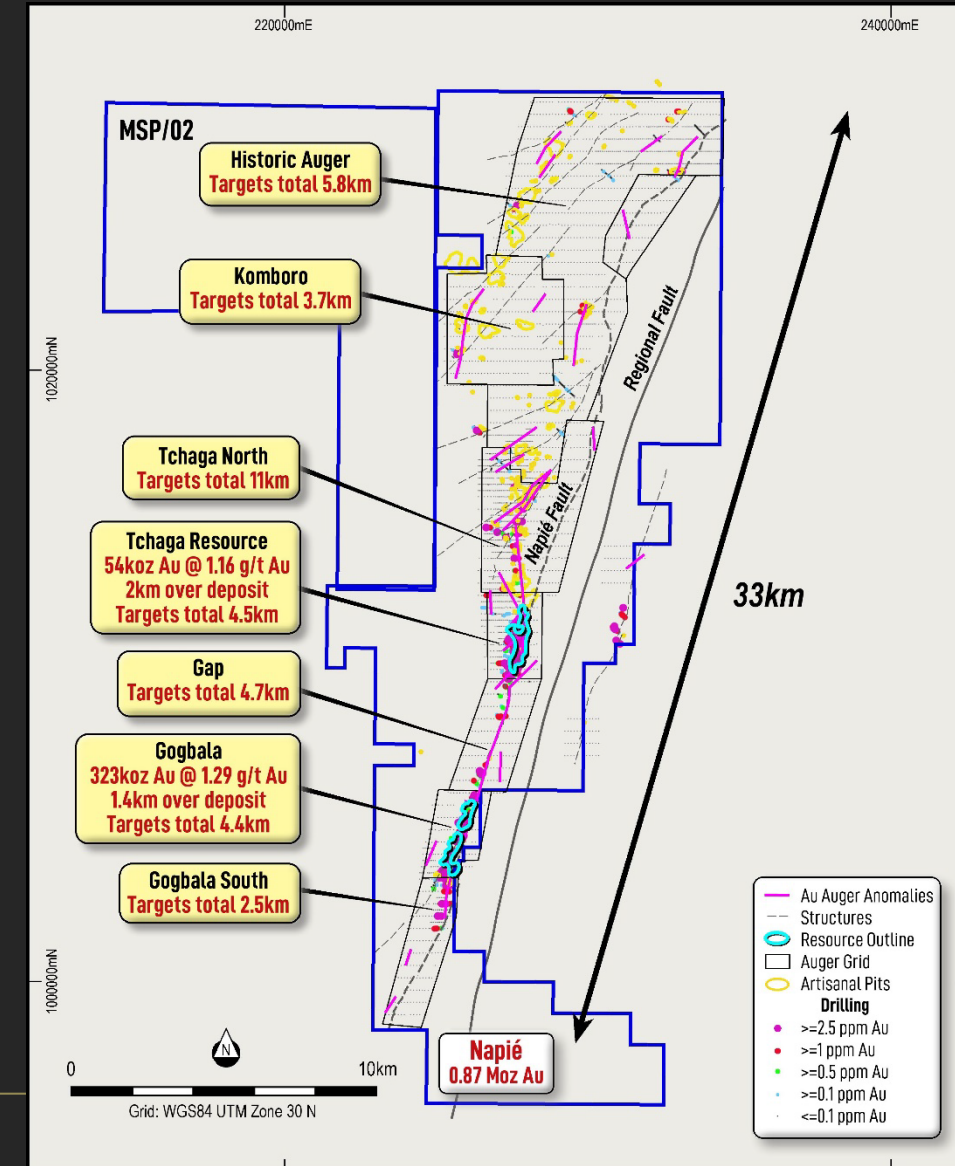 220000mE
240000mE
MSP/02
Historic Auger
Targets total 5.8km
Komboro
Targets total 3.7km
1020000mN
Regional Fault
Tchaga North
Targets total 11km
Napié Fault
Tchaga Resource
54koz Au @ 1.16 g/t Au
2km over deposit
Targets total 4.5km
33km
Gap
Targets total 4.7km
Gogbala
323koz Au @ 1.29 g/t Au
1.4km over deposit
Targets total 4.4km
Gogbala South
Targets total 2.5km
1000000mN
Napié
0.87 Moz Au
N
0
10km
Grid: WGS84 UTM Zone 30 N
Au Auger Anomalies
Structures
Resource Outline
Auger Grid
Artisanal Pits
Drilling
>=2.5 ppm Au
>=1 ppm Au
>=0.5 ppm Au
>=0.1 ppm Au
<=0.1 ppm Au